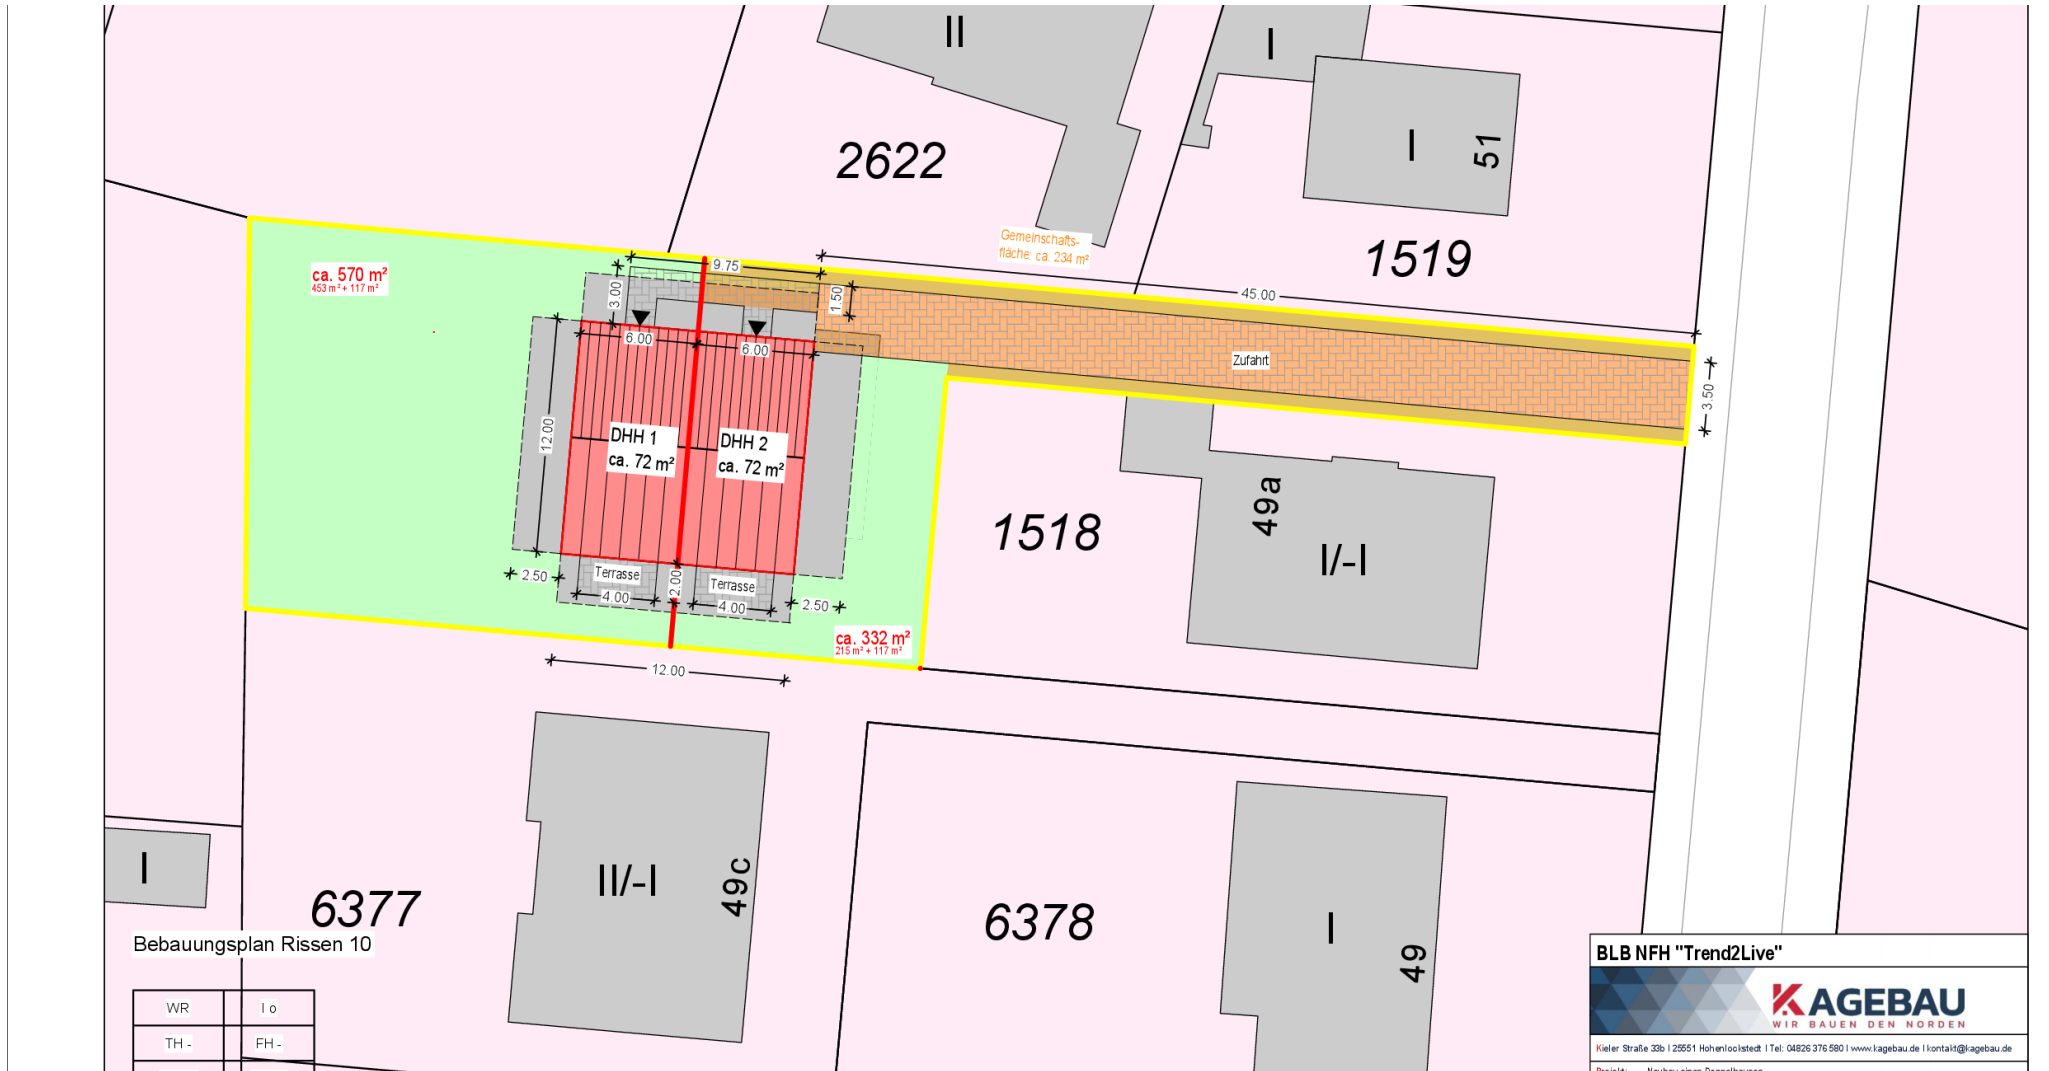 II
I
I
51
2622
1519
Gemeinschafts-
fläche: ca. 234 m²
ca. 570 m²
453 m² + 117 m²
9.75
3.00
1.50
45.00
6.00
6.00
Zufahrt
3.50
12.00
DHH 1
ca. 72 m²
DHH 2
ca. 72 m²
1518
49a
I/-I
Terrasse
Terrasse
2.50
2.00
4.00
4.00
2.50
ca. 332 m²
215 m² + 117 m²
12.00
I
II/-I
49c
6377
6378
I
49
Bebauungsplan Rissen 10
WR
I o
TH -
FH -
BLB NFH "Trend2Live"
KAGEBAU
WIR BAUEN DEN NORDEN
Kieler Straße 33b I 25551 Hohenlockstedt I Tel: 04826 376 580 I www.kagebau.de I kontakt@kagebau.de